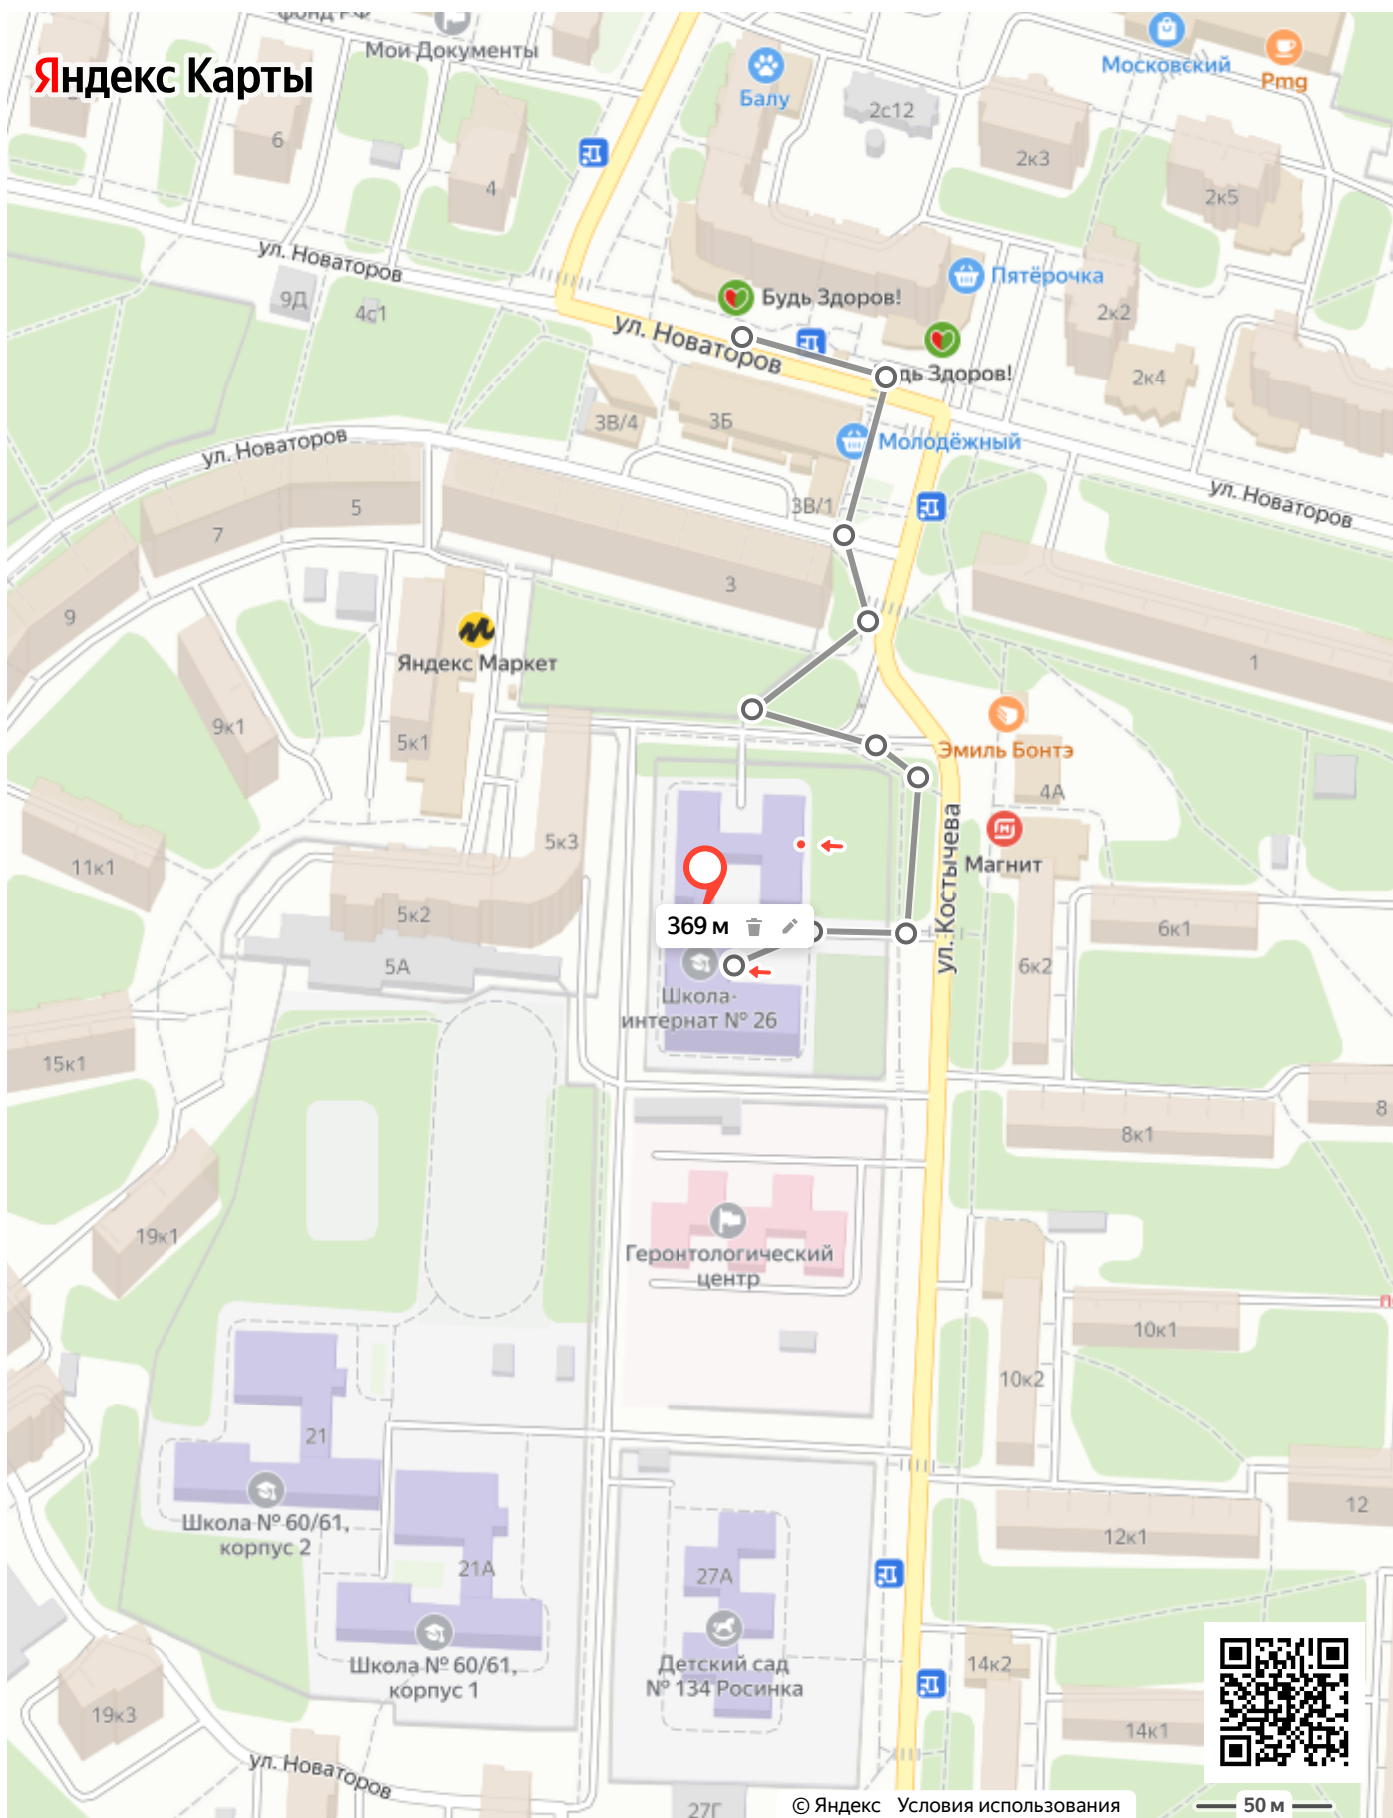 Яндекс Карты
фонд РФ
Мои Документы
Балу
Московский
Pmg
2с12
6
4
2к3
2к5
ул. Новаторов
9Д
4с1
Будь Здоров!
Пятёрочка
2к2
ул. Новаторов
дь Здоров!
2к4
3В/4
3Б
Молодёжный
ул. Новаторов
ул. Новаторов
3В/1
5
7
3
9
1
Яндекс Маркет
9к1
5к1
Эмиль Бонтэ
4А
5к3
ул. Костычева
Магнит
11к1
5к2
369 м
6к1
5А
6к2
Школа-
интернат № 26
15к1
8
8к1
19к1
Геронтологический
центр
10к1
10к2
21
12
Школа № 60/61,
корпус 2
12к1
21А
27А
Школа № 60/61,
корпус 1
Детский сад
№ 134 Росинка
14к2
19к3
14к1
ул. Новаторов
27Г
© Яндекс Условия использования
50 м